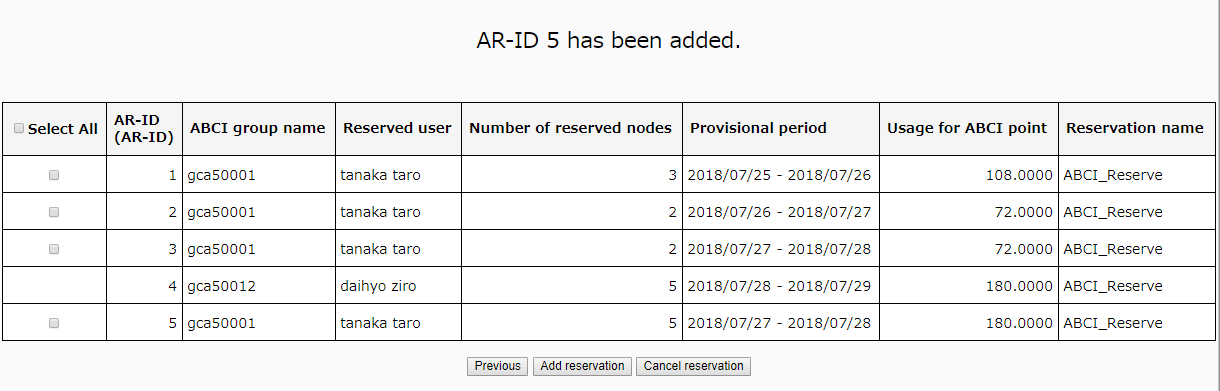 AR-ID 5 has been added.
Select All AR-ID (AR-ID) ABCI group name Reserved user Number of reserved nodes Provisional period Usage for ABCI point Reservation name
1 gca50001 tanaka taro 3 2018/07/25 - 2018/07/26 108.0000 ABCI_Reserve
2 gca50001 tanaka taro 2 2018/07/26 - 2018/07/27 72.0000 ABCI_Reserve
3 gca50001 tanaka taro 2 2018/07/27 - 2018/07/28 72.0000 ABCI_Reserve
4 gca50012 daihyo ziro 5 2018/07/28 - 2018/07/29 180.0000 ABCI_Reserve
5 gca50001 tanaka taro 5 2018/07/27 - 2018/07/28 180.0000 ABCI_Reserve
Previous Add reservation Cancel reservation